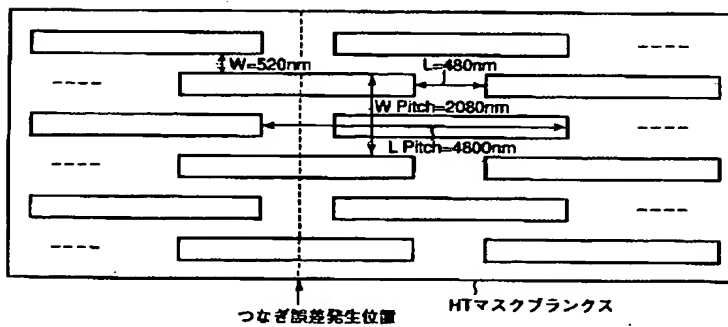 W=520nm
L=480nm
W Pitch=2080nm
L Pitch=4800nm
つなぎ誤差発生位置
HTマスクブランクス